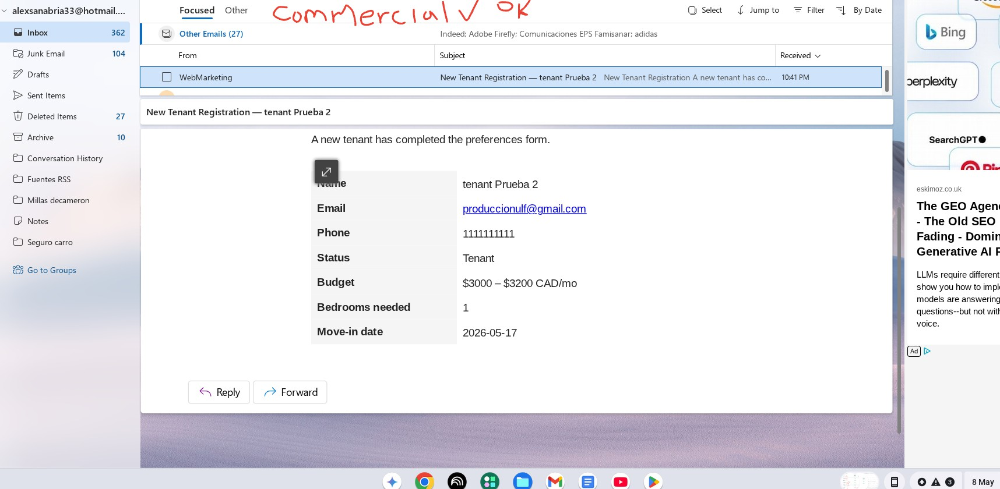 alexsanabria33@hotmail....
Focused Other
Commercial ✓ OK
Select Jump to Filter By Date
Inbox 362
Other Emails (27) Indeed; Adobe Firefly; Comunicaciones EPS Famisanar; adidas
Junk Email 104
From Subject Received
Drafts
WebMarketing New Tenant Registration — tenant Prueba 2 New Tenant Registration A new tenant has co... 10:41 PM
Sent Items
Deleted Items 27
New Tenant Registration — tenant Prueba 2
Archive 10
Conversation History
Fuentes RSS
Millas decameron
Notes
Seguro carro
Go to Groups
A new tenant has completed the preferences form.
Name tenant Prueba 2
Email produccionulf@gmail.com
Phone 1111111111
Status Tenant
Budget $3000 – $3200 CAD/mo
Bedrooms needed 1
Move-in date 2026-05-17
Reply Forward
Bing
perplexity
SearchGPT
Pin
eskimoz.co.uk
The GEO Agen
- The Old SEO
Fading - Domin
Generative AI
LLMs require different
show you how to imple
models are answering
questions--but not with
voice.
Ad
3 8 May